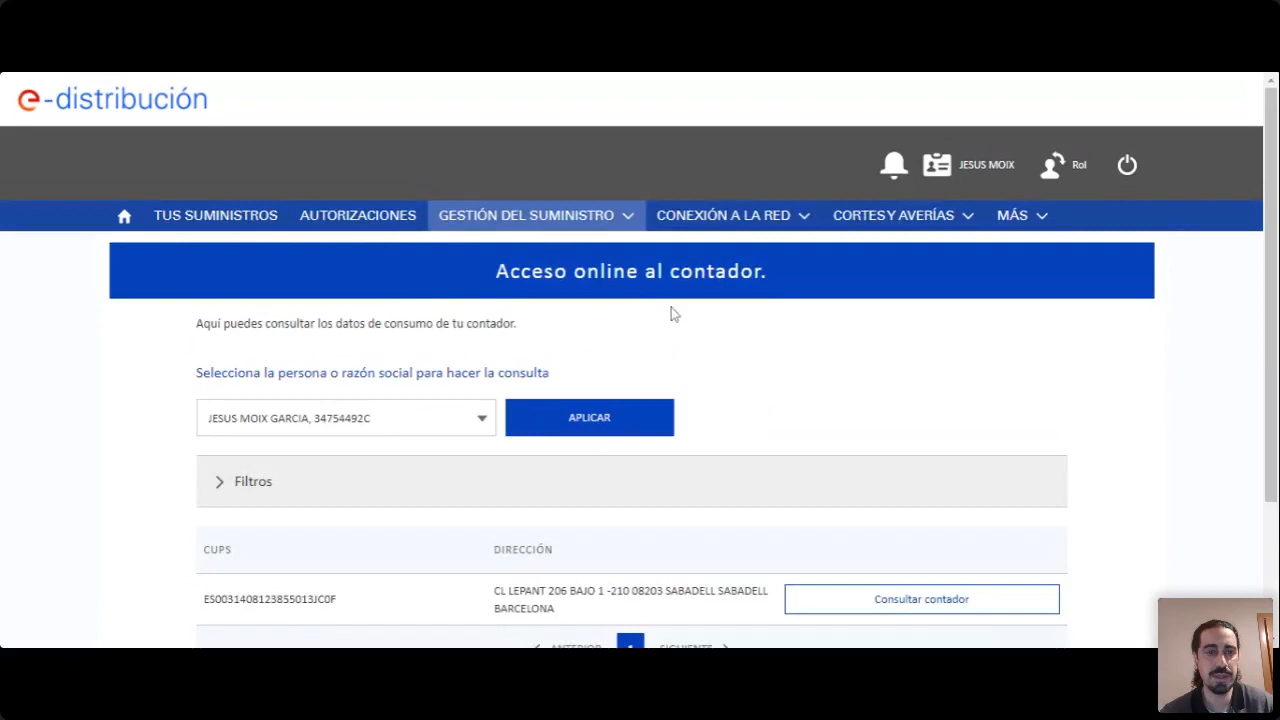 e-distribución
JESUS MOIX
Rol
TUS SUMINISTROS
AUTORIZACIONES
GESTIÓN DEL SUMINISTRO
CONEXIÓN A LA RED
CORTES Y AVERÍAS
MÁS
Acceso online al contador.
Aquí puedes consultar los datos de consumo de tu contador.
Selecciona la persona o razón social para hacer la consulta
JESUS MOIX GARCIA, 34754492C
APLICAR
Filtros
CUPS
DIRECCIÓN
ES0031408123855013JC0F
CL LEPANT 206 BAJO 1 -210 08203 SABADELL SABADELL
BARCELONA
Consultar contador
ANTERIOR
1
SIGUIENTE